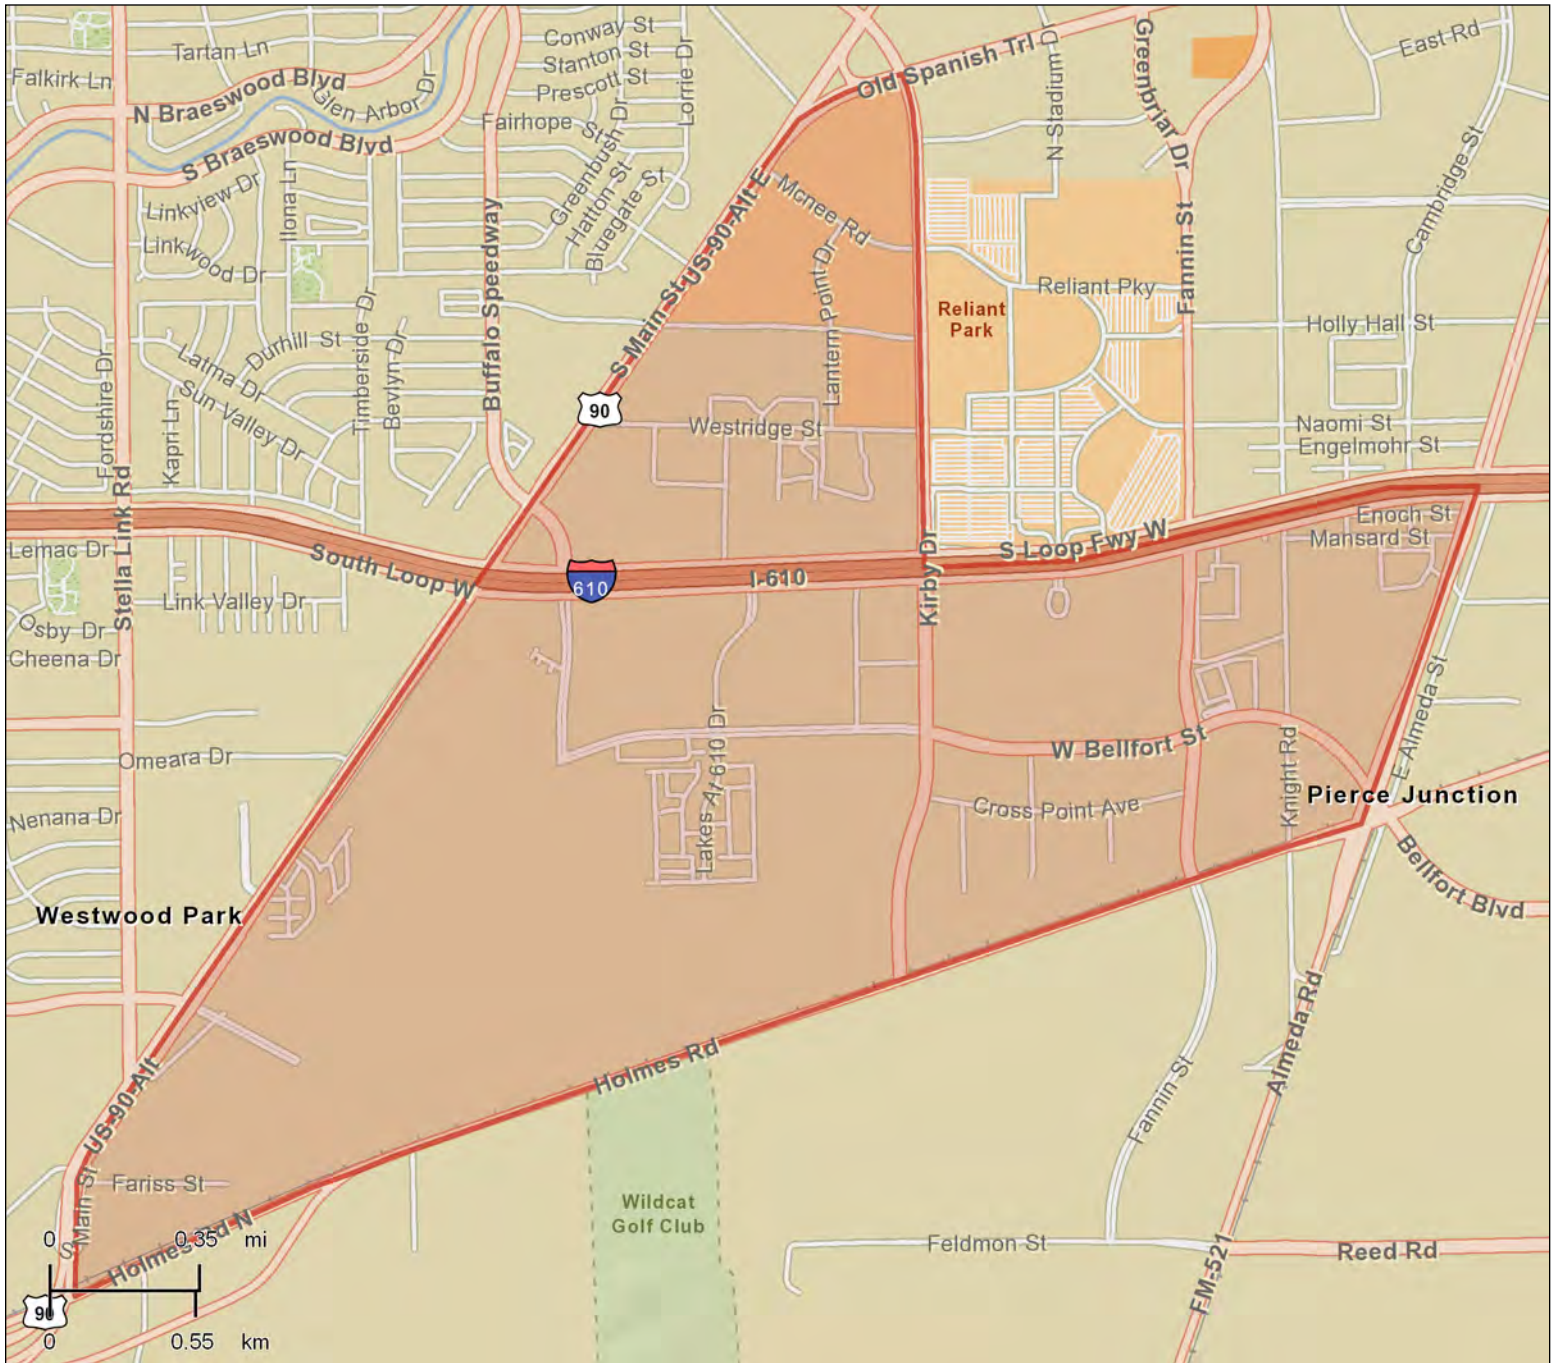 Conway St
Stanton St
Prescott St
Tartan Ln
Falkirk Ln
N Braeswood Blvd
Glen Arbor Dr
Lorrie Dr
Old Spanish Trl
N Stadium Dr
Greenbriar Dr
East Rd
Fairhope St
S Braeswood Blvd
Greenbush Dr
Hatton St
Bluegate St
Linkview Dr
Ilona Ln
Linkwood Dr
Buffalo Speedway
US-90-Alt E
Mcnee Rd
Lantern Point Dr
Fannin St
Cambridge St
Reliant Pky
Reliant
Park
Holly Hall St
S Main St
Durhill St
Latma Dr
Sun Valley Dr
Timberside Dr
Bevlyn Dr
Fordshire Dr
Kapri Ln
90
Westridge St
Naomi St
Engelmohr St
Stella Link Rd
Enoch St
Mansard St
S Loop Fwy W
Kirby Dr
Lemac Dr
South Loop W
610
I-610
Link Valley Dr
Osby Dr
Cheena Dr
E Almeda St
Omeara Dr
Lakes At 610 Dr
W Bellfort St
Knight Rd
Pierce Junction
Nenana Dr
Cross Point Ave
Bellfort Blvd
Westwood Park
US-90-Alt
Holmes Rd
Almeda Rd
Fannin St
Fariss St
S Main St
Holmes Rd N
Wildcat
Golf Club
Feldmon St
Reed Rd
FM-521
0 0.35 mi
90
0 0.55 km